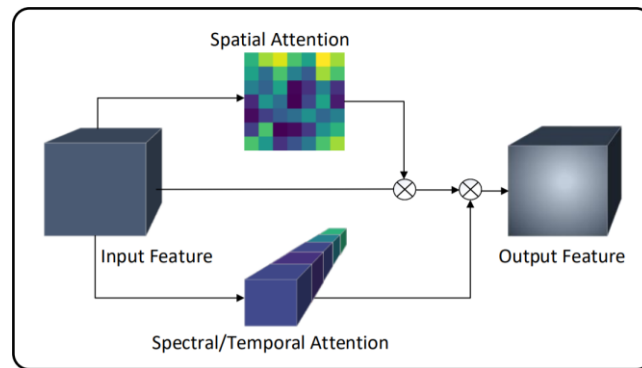 Spatial Attention
Input Feature
Output Feature
Spectral/Temporal Attention